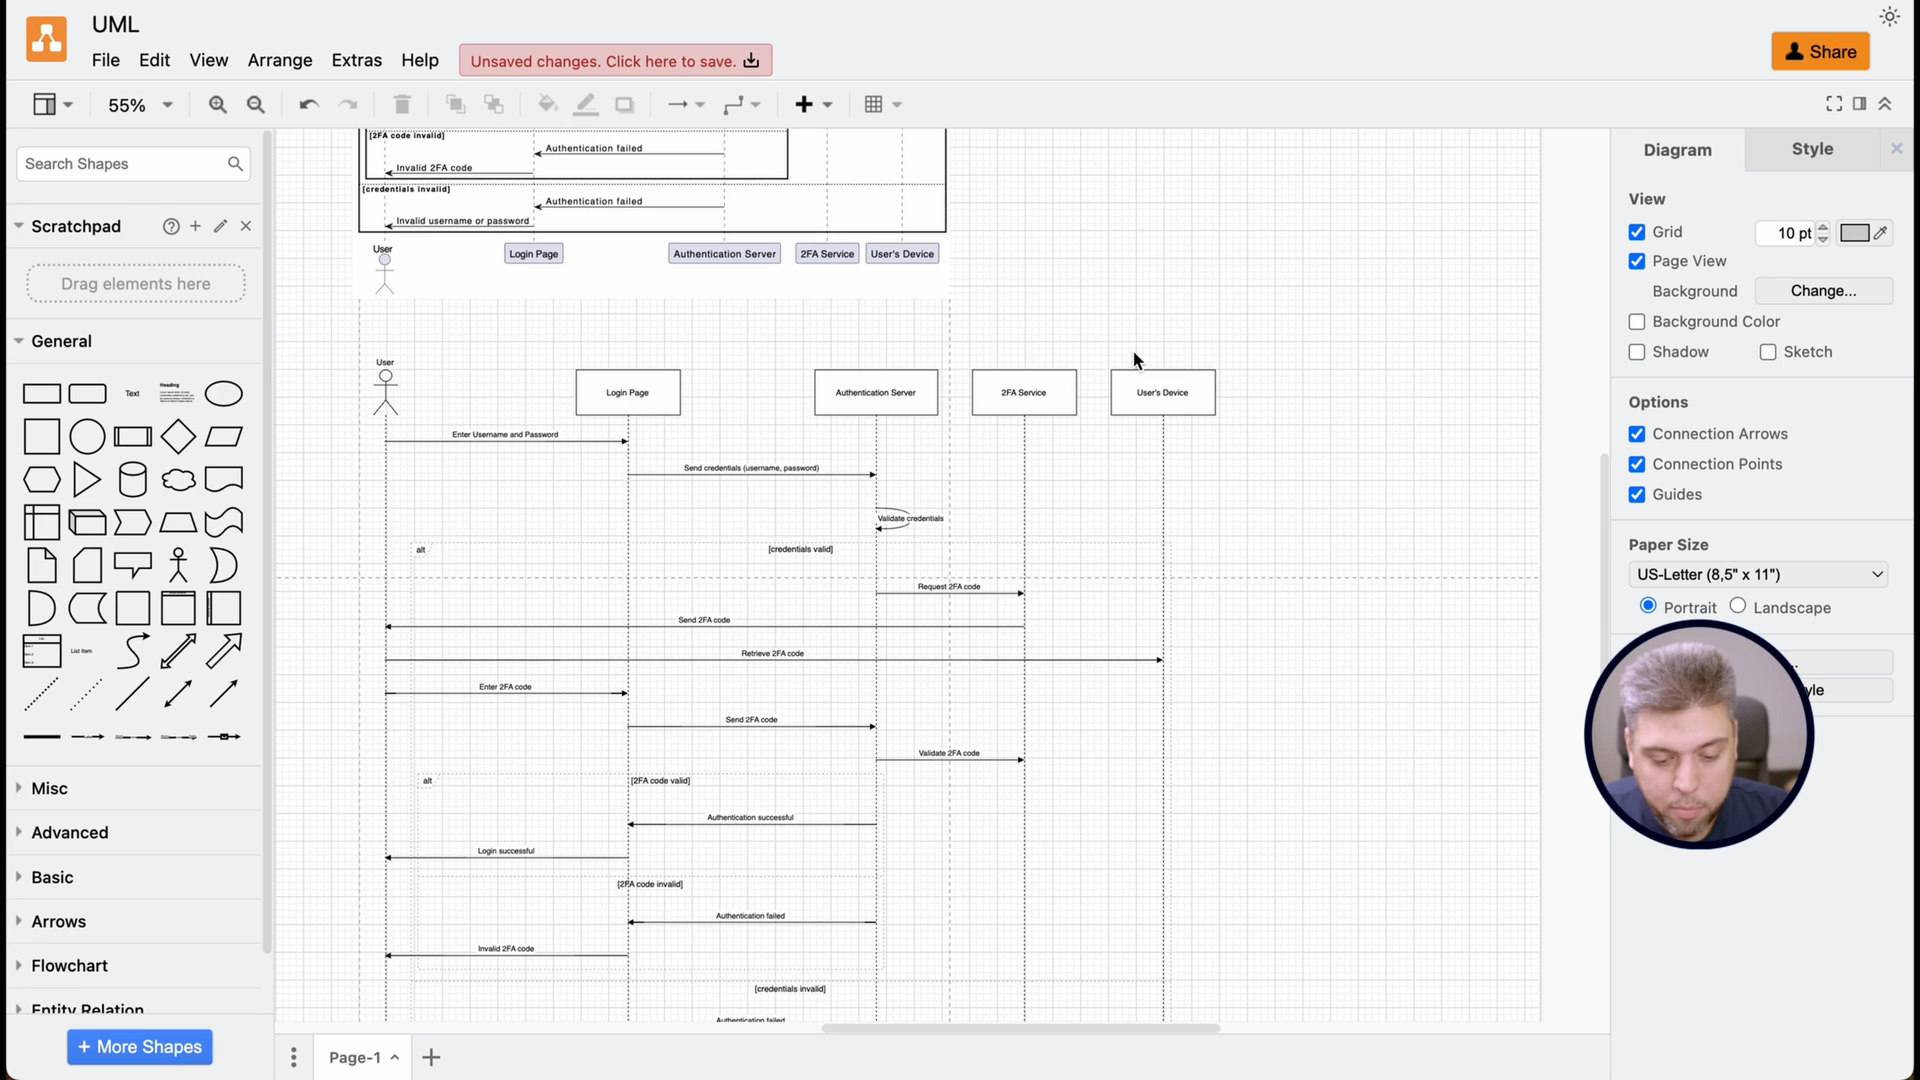 UML
File Edit View Arrange Extras Help
Unsaved changes. Click here to save.
Share
55%
Search Shapes
Scratchpad
Drag elements here
General
Text
Heading
List Item
Misc
Advanced
Basic
Arrows
Flowchart
Entity Relation
+ More Shapes
[2FA code invalid]
Authentication failed
Invalid 2FA code
[credentials invalid]
Authentication failed
Invalid username or password
User
Login Page
Authentication Server
2FA Service
User's Device
User
Login Page
Authentication Server
2FA Service
User's Device
Enter Username and Password
Send credentials (username, password)
Validate credentials
alt
[credentials valid]
Request 2FA code
Send 2FA code
Retrieve 2FA code
Enter 2FA code
Send 2FA code
Validate 2FA code
alt
[2FA code valid]
Authentication successful
Login successful
[2FA code invalid]
Authentication failed
Invalid 2FA code
[credentials invalid]
Authentication failed
Page-1
Diagram
Style
View
Grid
10 pt
Page View
Background
Change...
Background Color
Shadow
Sketch
Options
Connection Arrows
Connection Points
Guides
Paper Size
US-Letter (8,5" x 11")
Portrait
Landscape